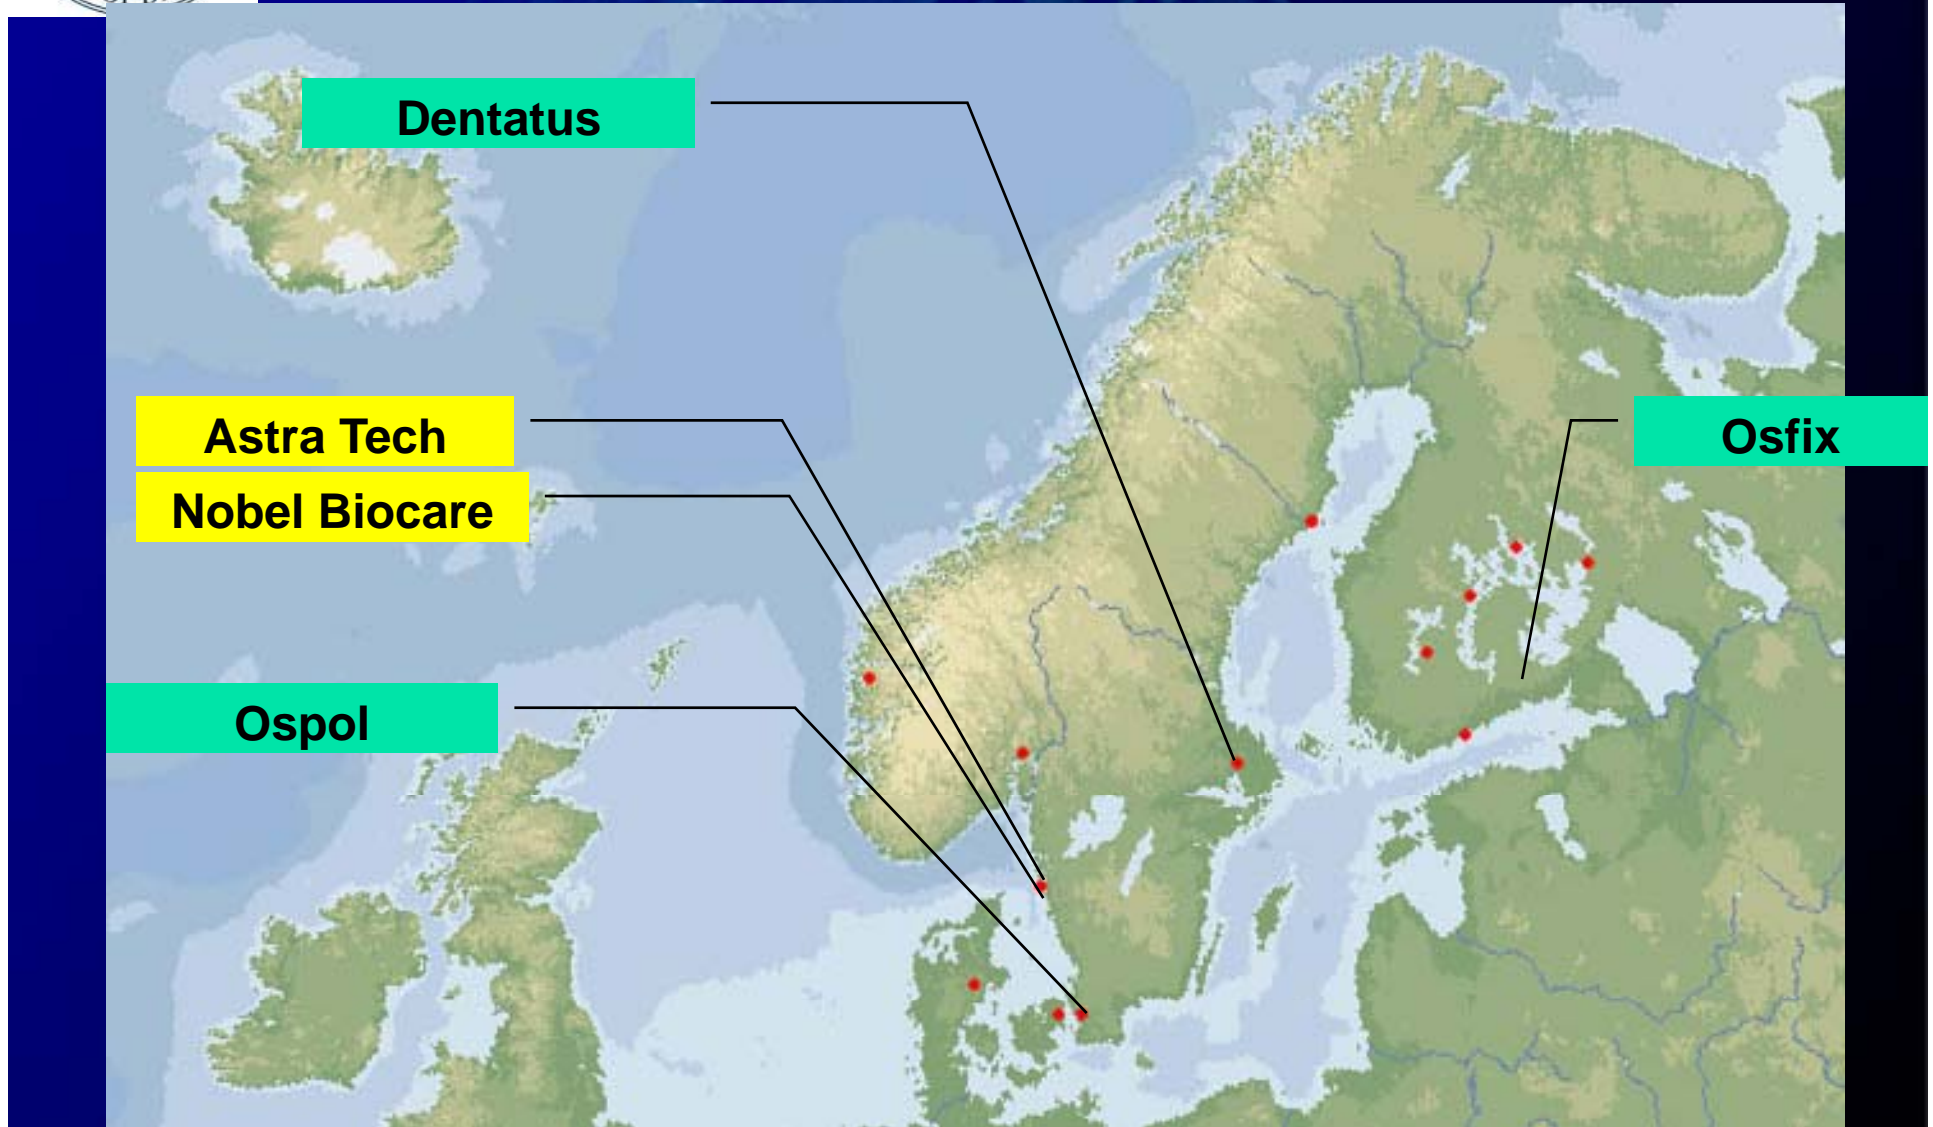 Dentatus
Astra Tech
Osfix
Nobel Biocare
Ospol